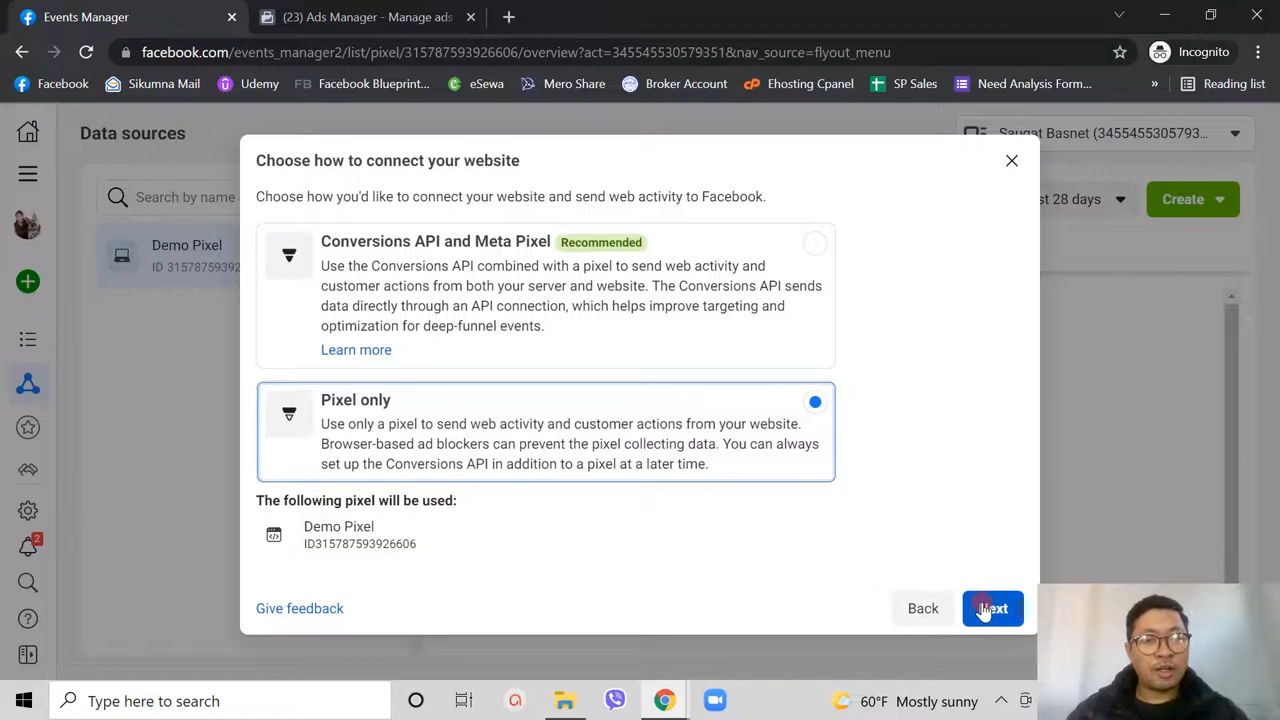 Events Manager
(23) Ads Manager - Manage ads
facebook.com/events_manager2/list/pixel/315787593926606/overview?act=345545530579351&nav_source=flyout_menu
Incognito
Facebook
Sikumna Mail
Udemy
Facebook Blueprint...
eSewa
Mero Share
Broker Account
Ehosting Cpanel
SP Sales
Need Analysis Form...
»
Reading list
Data sources
Saugat Basnet (3455455305793...
Search by name
st 28 days
Create
Demo Pixel
ID 31578759392
Choose how to connect your website
Choose how you'd like to connect your website and send web activity to Facebook.
Conversions API and Meta Pixel Recommended
Use the Conversions API combined with a pixel to send web activity and
customer actions from both your server and website. The Conversions API sends
data directly through an API connection, which helps improve targeting and
optimization for deep-funnel events.
Learn more
Pixel only
Use only a pixel to send web activity and customer actions from your website.
Browser-based ad blockers can prevent the pixel collecting data. You can always
set up the Conversions API in addition to a pixel at a later time.
The following pixel will be used:
Demo Pixel
ID315787593926606
Give feedback
Back
Next
2
Type here to search
60°F Mostly sunny